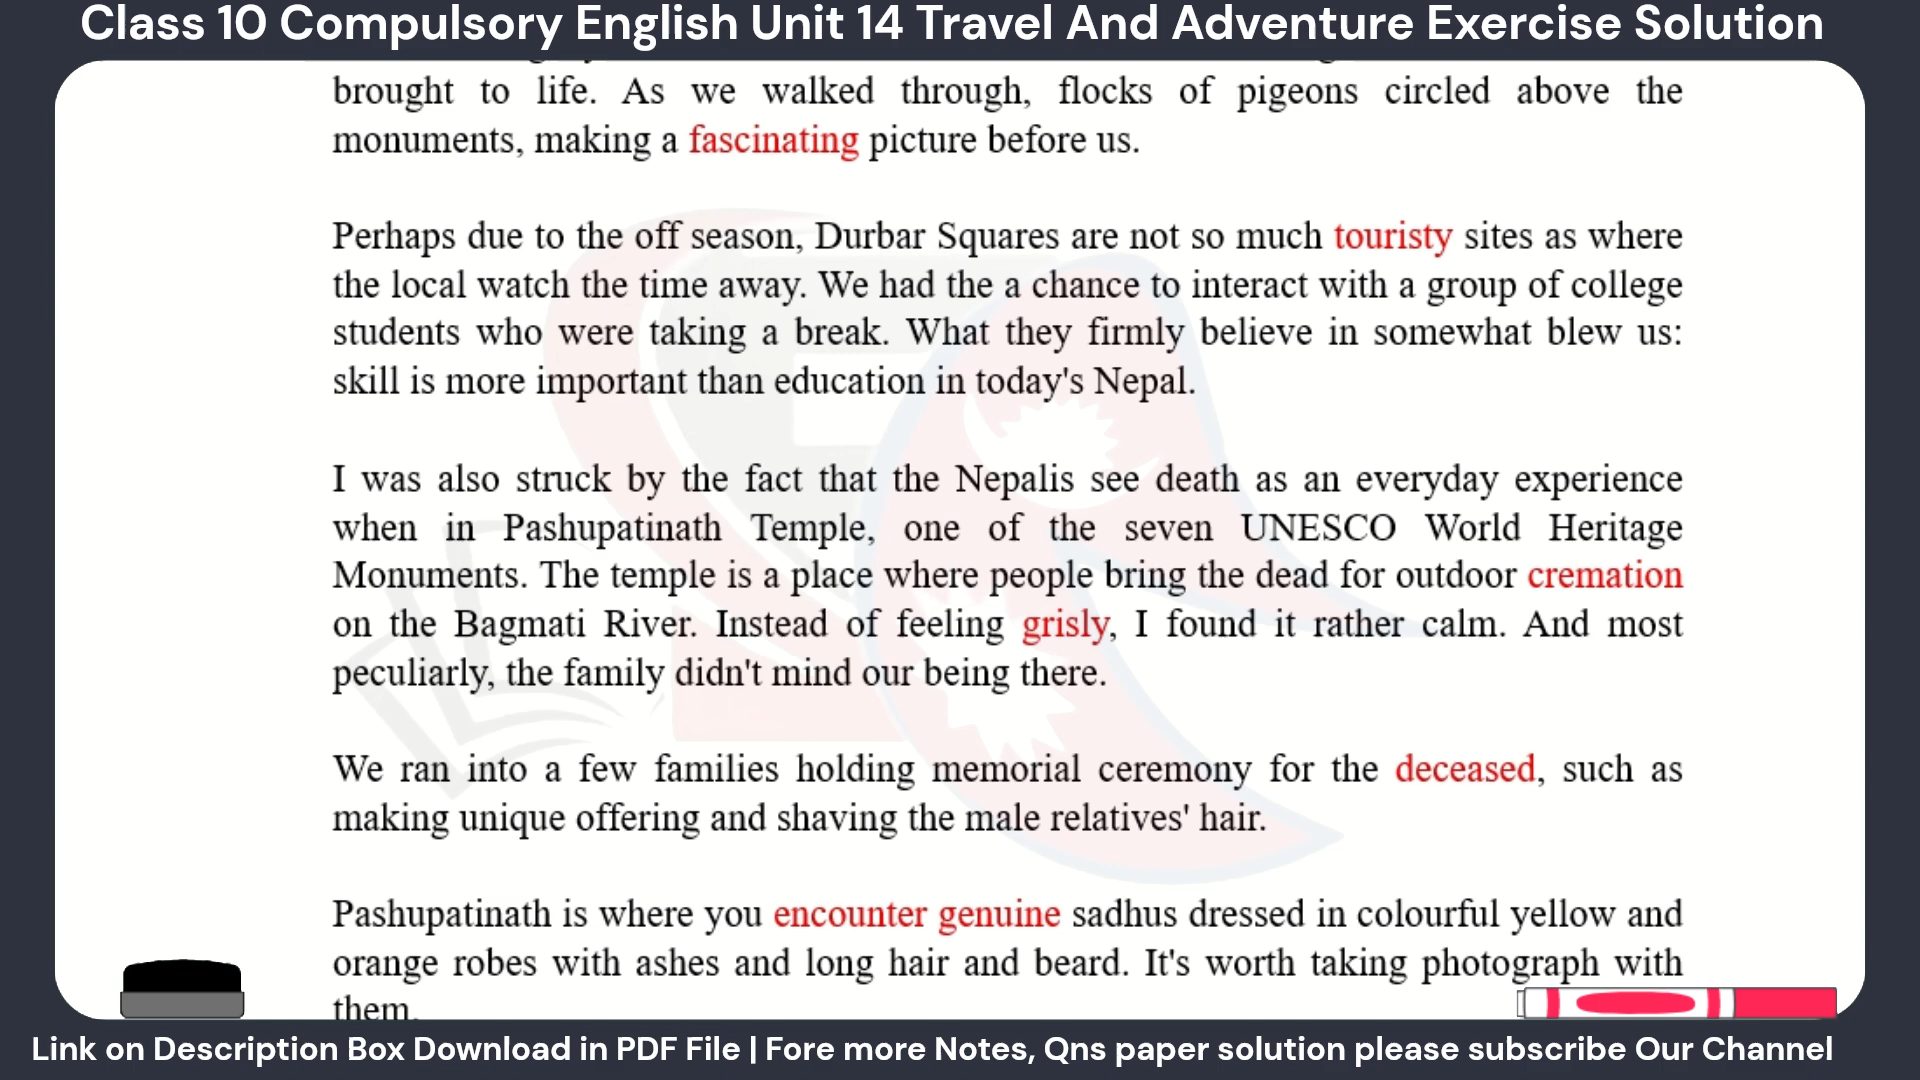 Class 10 Compulsory English Unit 14 Travel And Adventure Exercise Solution
brought to life. As we walked through, flocks of pigeons circled above the
monuments, making a fascinating picture before us.
Perhaps due to the off season, Durbar Squares are not so much touristy sites as where
the local watch the time away. We had the a chance to interact with a group of college
students who were taking a break. What they firmly believe in somewhat blew us:
skill is more important than education in today's Nepal.
I was also struck by the fact that the Nepalis see death as an everyday experience
when in Pashupatinath Temple, one of the seven UNESCO World Heritage
Monuments. The temple is a place where people bring the dead for outdoor cremation
on the Bagmati River. Instead of feeling grisly, I found it rather calm. And most
peculiarly, the family didn't mind our being there.
We ran into a few families holding memorial ceremony for the deceased, such as
making unique offering and shaving the male relatives' hair.
Pashupatinath is where you encounter genuine sadhus dressed in colourful yellow and
orange robes with ashes and long hair and beard. It's worth taking photograph with
them.
Link on Description Box Download in PDF File | Fore more Notes, Qns paper solution please subscribe Our Channel